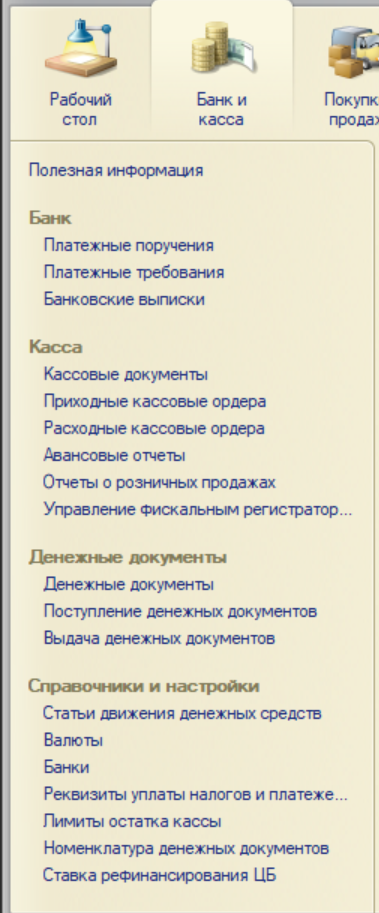 Рабочий
стол
Банк и
касса
Полезная информация
Банк
Платежные поручения
Платежные требования
Банковские выписки
Касса
Кассовые документы
Приходные кассовые ордера
Расходные кассовые ордера
Авансовые отчеты
Отчеты о розничных продажах
Управление фискальным регистратор...
Денежные документы
Денежные документы
Поступление денежных документов
Выдача денежных документов
Справочники и настройки
Статьи движения денежных средств
Валюты
Банки
Реквизиты уплаты налогов и платеже...
Лимиты остатка кассы
Номенклатура денежных документов
Ставка рефинансирования ЦБ